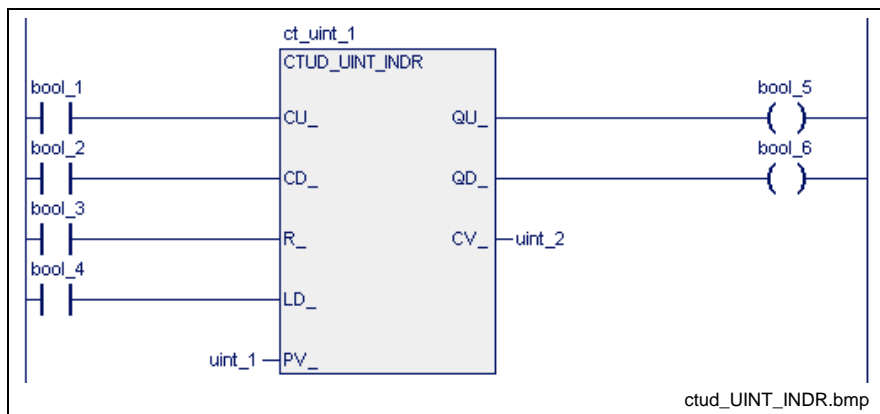 ct_uint_1
CTUD_UINT_INDR
bool_1
bool_5
CU_
QU_
bool_2
bool_6
CD_
QD_
bool_3
R_
CV_
uint_2
bool_4
LD_
uint_1
PV_
ctud_UINT_INDR.bmp